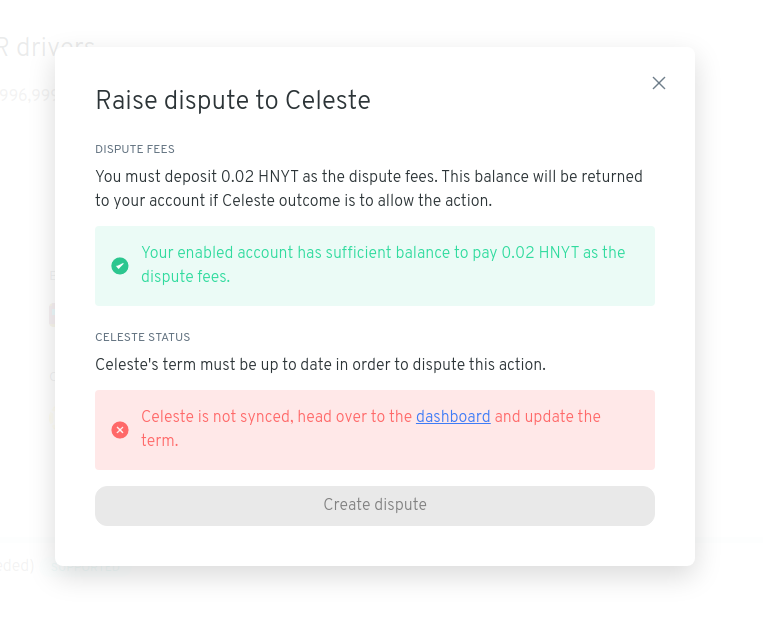 R drivers
996,999
Raise dispute to Celeste
DISPUTE FEES
You must deposit 0.02 HNYT as the dispute fees. This balance will be returned
to your account if Celeste outcome is to allow the action.
Your enabled account has sufficient balance to pay 0.02 HNYT as the
dispute fees.
CELESTE STATUS
Celeste's term must be up to date in order to dispute this action.
Celeste is not synced, head over to the dashboard and update the
term.
Create dispute
eded)